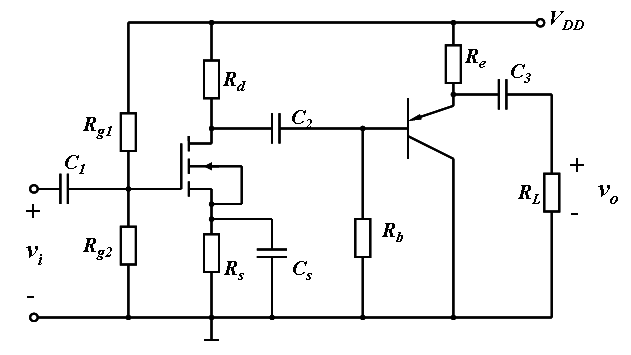 V_DD
R_d
R_e
C_3
R_g1
C_2
C_1
+
R_L
v_o
+
-
v_i
R_g2
R_s
C_s
R_b
-